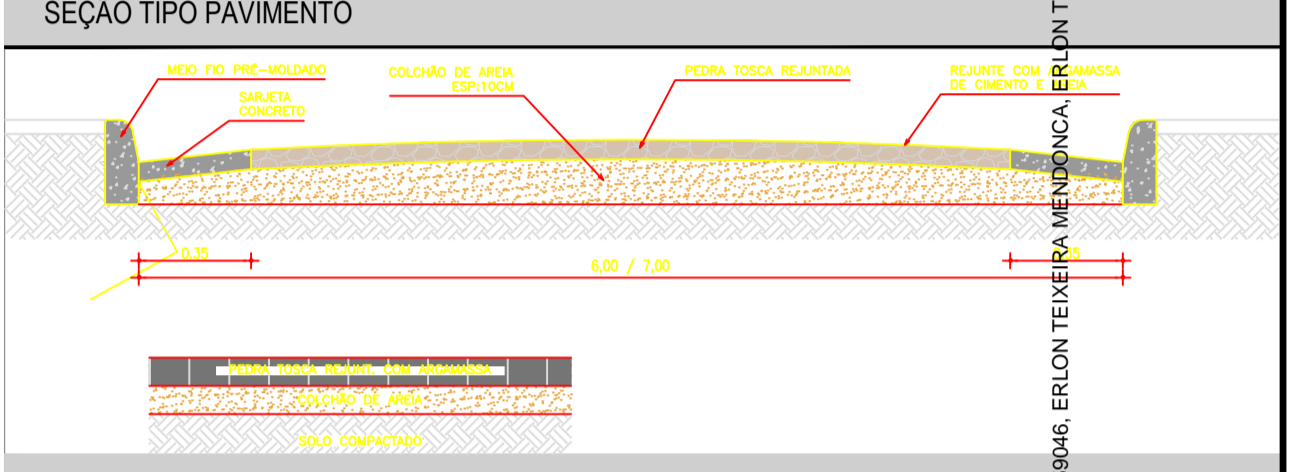 SEÇÃO TIPO PAVIMENTO
MEIO FIO PRÉ-MOLDADO
SARJETA
CONCRETO
COLCHÃO DE AREIA
ESP:10CM
PEDRA TOSCA REJUNTADA
REJUNTE COM ARGAMASSA
DE CIMENTO E AREIA
0,35
6,00 / 7,00
0,35
PEDRA TOSCA REJUNT. COM ARGAMASSA
COLCHÃO DE AREIA
SOLO COMPACTADO
9046, ERLON TEIXEIRA MENDONCA, ERLON T